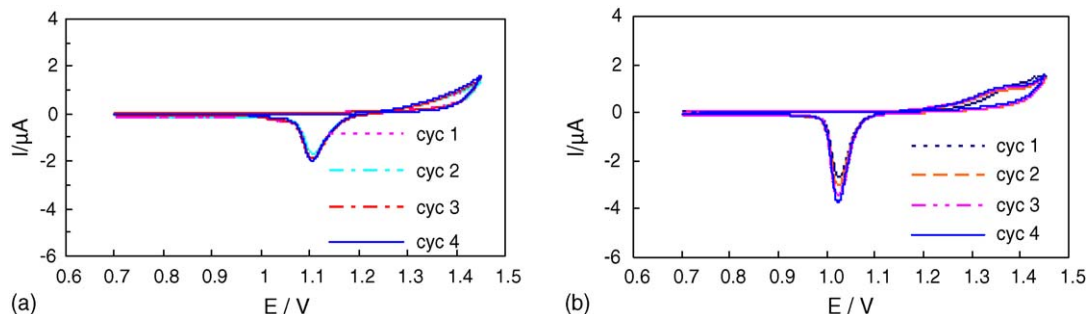 4
2
0
-2
-4
-6
I/µA
0.6 0.7 0.8 0.9 1 1.1 1.2 1.3 1.4 1.5
E / V
cyc 1
cyc 2
cyc 3
cyc 4
(a)
4
2
0
-2
-4
-6
I/µA
0.6 0.7 0.8 0.9 1.0 1.1 1.2 1.3 1.4 1.5
E / V
cyc 1
cyc 2
cyc 3
cyc 4
(b)